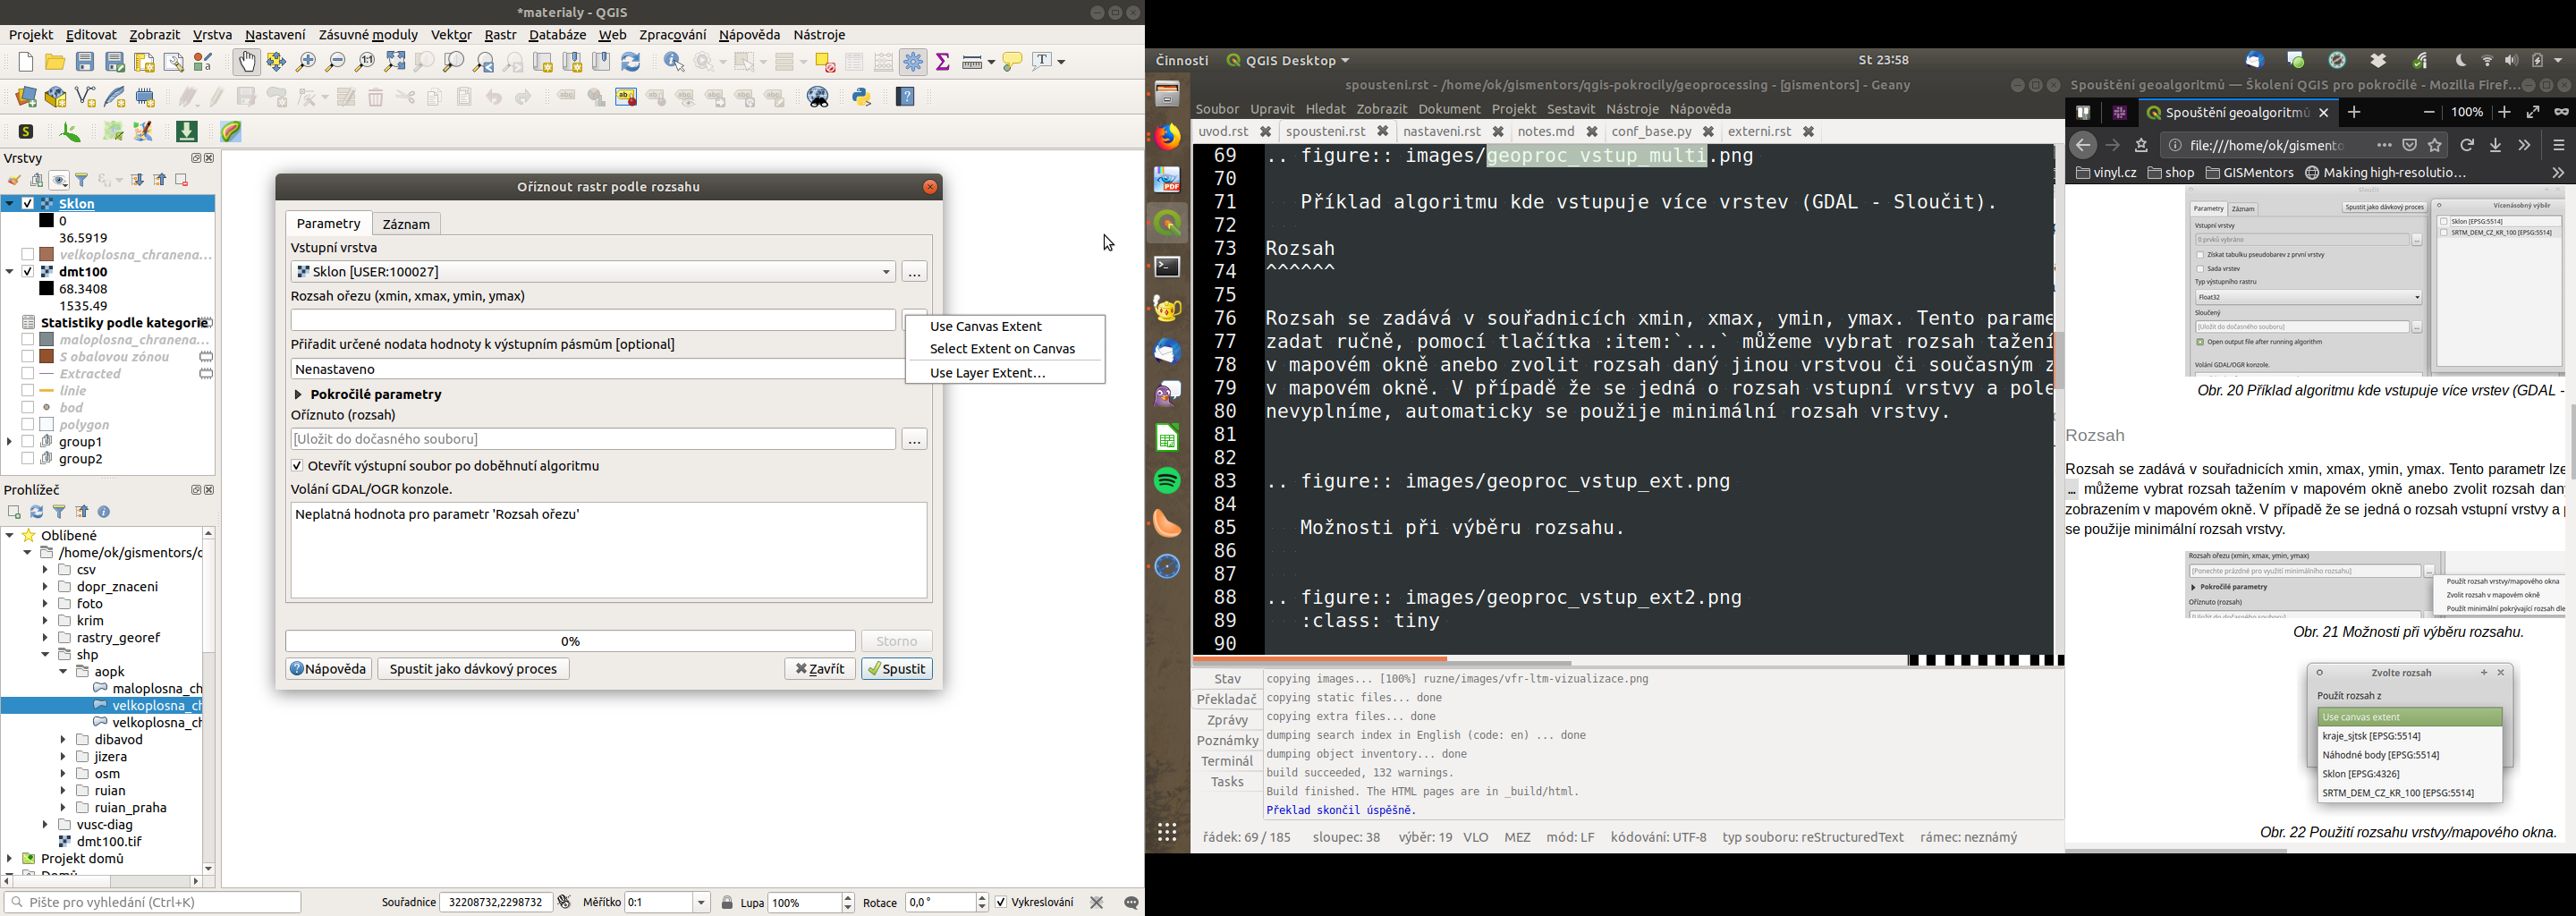 *materialy - QGIS
Projekt Editovat Zobrazit Vrstva Nastavení Zásuvné moduly Vektor Rastr Databáze Web Zpracování Nápověda Nástroje
Vrstvy
Sklon
0
36.5919
velkoplosna_chranena...
dmt100
68.3408
1535.49
Statistiky podle kategorie
maloplosna_chranena...
S obalovou zónou
Extracted
linie
bod
polygon
group1
group2
Prohlížeč
Oblíbené
/home/ok/gismentors/d
csv
dopr_znaceni
foto
krim
rastry_georef
shp
aopk
maloplosna_ch
velkoplosna_ch
velkoplosna_ch
dibavod
jizera
osm
ruian
ruian_praha
vusc-diag
dmt100.tif
Projekt domů
Domů
Oříznout rastr podle rozsahu
Parametry Záznam
Vstupní vrstva
Sklon [USER:100027]
...
Rozsah ořezu (xmin, xmax, ymin, ymax)
Use Canvas Extent
Select Extent on Canvas
Use Layer Extent...
Přiřadit určené nodata hodnoty k výstupním pásmům [optional]
Nenastaveno
Pokročilé parametry
Oříznuto (rozsah)
[Uložit do dočasného souboru]
...
Otevřít výstupní soubor po doběhnutí algoritmu
Volání GDAL/OGR konzole.
Neplatná hodnota pro parametr 'Rozsah ořezu'
0%
Storno
Nápověda Spustit jako dávkový proces Zavřít Spustit
Pište pro vyhledání (Ctrl+K)
Souřadnice 32208732,2298732 Měřítko 0:1 Lupa 100% Rotace 0,0 ° Vykreslování
Činnosti QGIS Desktop St 23:58
spousteni.rst - /home/ok/gismentors/qgis-pokrocily/geoprocessing - [gismentors] - Geany
Soubor Upravit Hledat Zobrazit Dokument Projekt Sestavit Nástroje Nápověda
uvod.rst spousteni.rst nastaveni.rst notes.md conf_base.py externi.rst
69 .. figure:: images/geoproc_vstup_multi.png
70
71 Příklad algoritmu kde vstupuje více vrstev (GDAL - Sloučit).
72
73 Rozsah
74 ^^^^^^
75
76 Rozsah se zadává v souřadnicích xmin, xmax, ymin, ymax. Tento parame
77 zadat ručně, pomocí tlačítka :item:`...` můžeme vybrat rozsah tažení
78 v mapovém okně anebo zvolit rozsah daný jinou vrstvou či současným z
79 v mapovém okně. V případě že se jedná o rozsah vstupní vrstvy a pole
80 nevyplníme, automaticky se použije minimální rozsah vrstvy.
81
82
83 .. figure:: images/geoproc_vstup_ext.png
84
85 Možnosti při výběru rozsahu.
86
87
88 .. figure:: images/geoproc_vstup_ext2.png
89 :class: tiny
90
Stav
Překladač
Zprávy
Poznámky
Terminál
Tasks
copying images... [100%] ruzne/images/vfr-ltm-vizualizace.png
copying static files... done
copying extra files... done
dumping search index in English (code: en) ... done
dumping object inventory... done
build succeeded, 132 warnings.
Build finished. The HTML pages are in _build/html.
Překlad skončil úspěšně.
řádek: 69 / 185 sloupec: 38 výběr: 19 VLO MEZ mód: LF kódování: UTF-8 typ souboru: reStructuredText rámec: neznámý
Spouštění geoalgoritmů — Školení QGIS pro pokročilé - Mozilla Firef...
Spouštění geoalgoritmů 100%
file:///home/ok/gismento
vinyl.cz shop GISMentors Making high-resolutio...
Parametry Záznam Spustit jako dávkový proces
Vícenásobný výběr
Sklon [EPSG:5514]
SRTM_DEM_CZ_KR_100 [EPSG:5514]
Vstupní vrstvy
0 prvků vybráno
Získat tabulku pseudobarev z první vrstvy
Sada vrstev
Typ výstupního rastru
Float32
Sloučený
[Uložit do dočasného souboru]
Open output file after running algorithm
Volání GDAL/OGR konzole.
Obr. 20 Příklad algoritmu kde vstupuje více vrstev (GDAL -
Rozsah
Rozsah se zadává v souřadnicích xmin, xmax, ymin, ymax. Tento parametr lze
... můžeme vybrat rozsah tažením v mapovém okně anebo zvolit rozsah dan
zobrazením v mapovém okně. V případě že se jedná o rozsah vstupní vrstvy a p
se použije minimální rozsah vrstvy.
Rozsah ořezu (xmin, xmax, ymin, ymax)
[Ponechte prázdné pro využití minimálního rozsahu]
Pokročilé parametry
Oříznuto (rozsah)
[Uložit do dočasného souboru]
Použít rozsah vrstvy/mapového okna
Zvolit rozsah v mapovém okně
Použít minimální pokrývající rozsah dle
Obr. 21 Možnosti při výběru rozsahu.
Zvolte rozsah
Použít rozsah z
Use canvas extent
kraje_sjtsk [EPSG:5514]
Náhodné body [EPSG:5514]
Sklon [EPSG:4326]
SRTM_DEM_CZ_KR_100 [EPSG:5514]
Obr. 22 Použití rozsahu vrstvy/mapového okna.